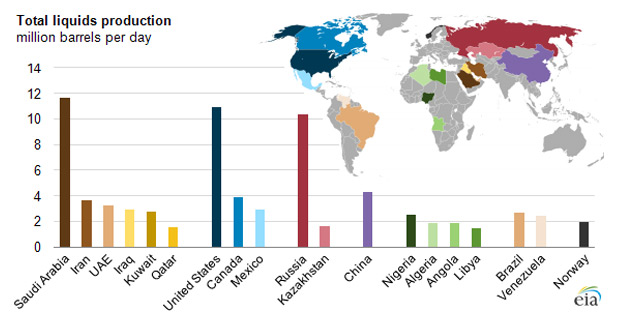 Total liquids production
million barrels per day
14
12
10
8
6
4
2
0
Saudi Arabia
Iran
UAE
Iraq
Kuwait
Qatar
United States
Canada
Mexico
Russia
Kazakhstan
China
Nigeria
Algeria
Angola
Libya
Brazil
Venezuela
Norway
eia